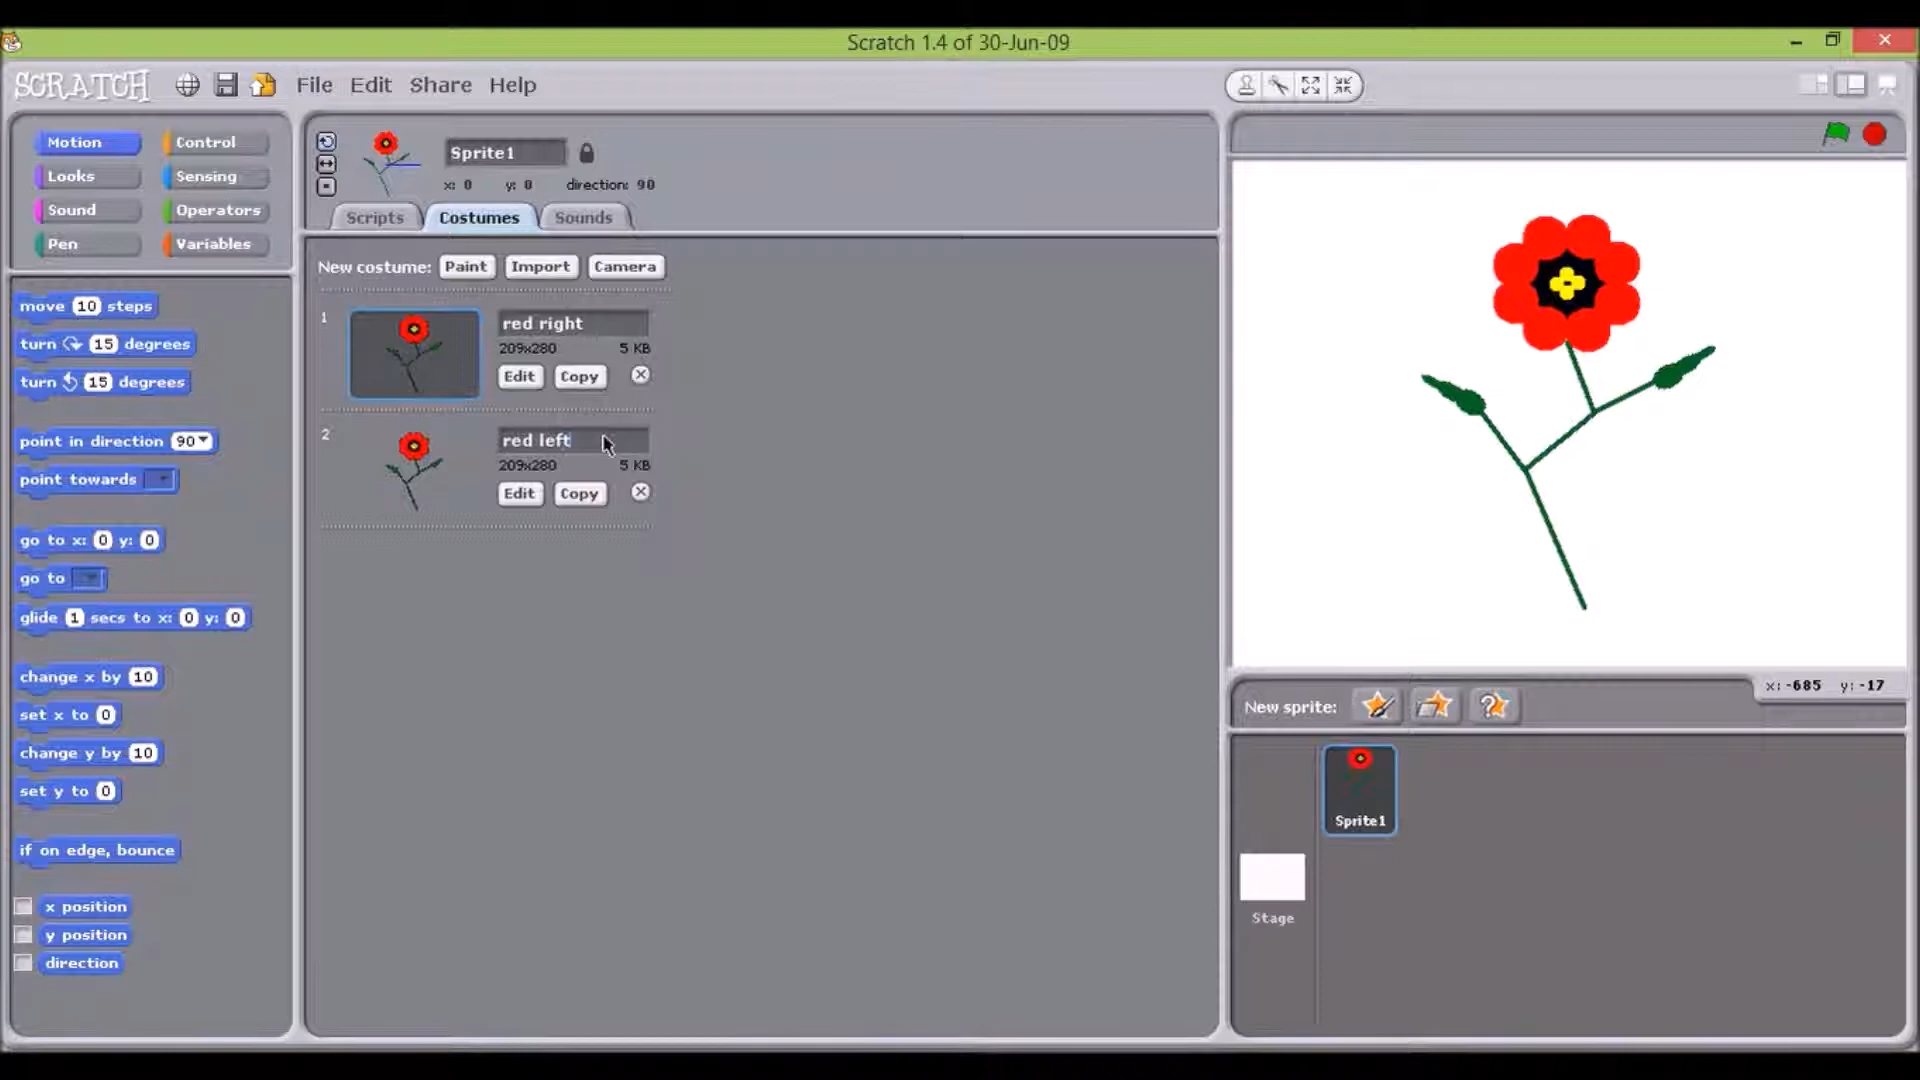 Scratch 1.4 of 30-Jun-09
SCRATCH File Edit Share Help
Motion Control
Looks Sensing
Sound Operators
Pen Variables
move 10 steps
turn 15 degrees
turn 15 degrees
point in direction 90
point towards
go to x: 0 y: 0
go to
glide 1 secs to x: 0 y: 0
change x by 10
set x to 0
change y by 10
set y to 0
if on edge, bounce
x position
y position
direction
Sprite1
x: 0 y: 0 direction: 90
Scripts Costumes Sounds
New costume: Paint Import Camera
1 red right
209x280 5 KB
Edit Copy
2 red left
209x280 5 KB
Edit Copy
x: -685 y: -17
New sprite:
Sprite1
Stage